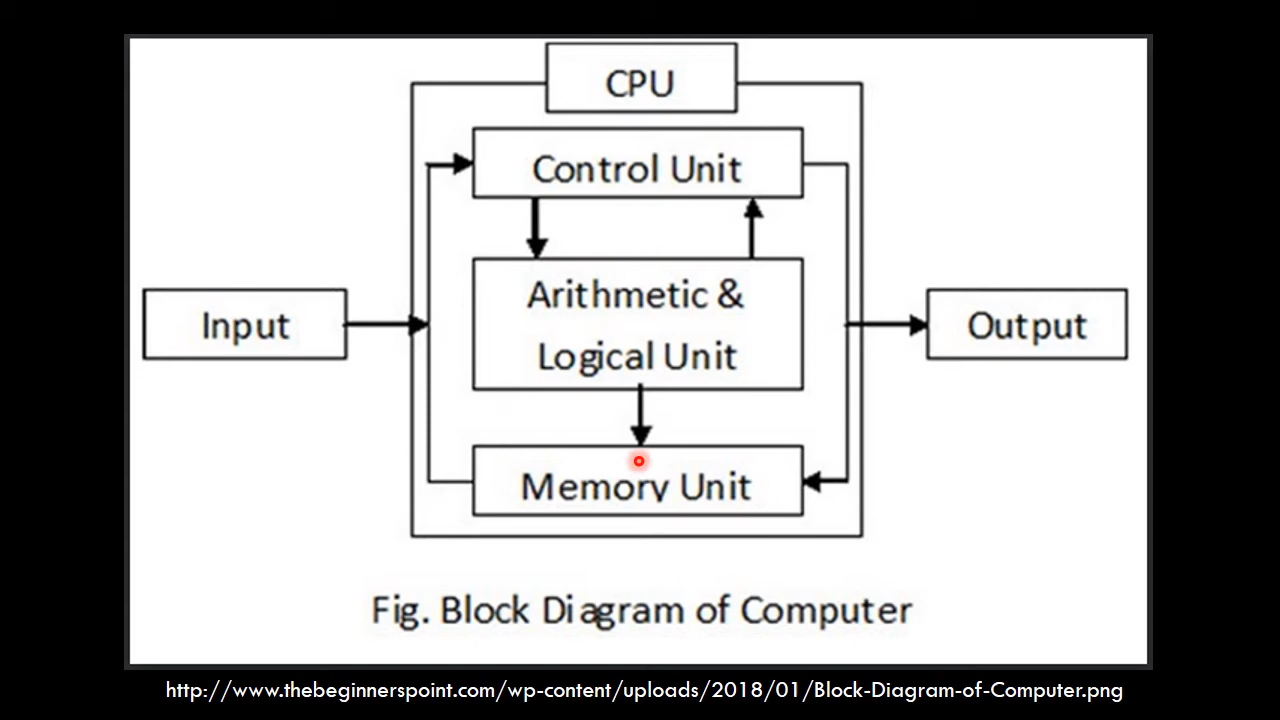 CPU
Control Unit
Arithmetic &
Logical Unit
Input
Output
Memory Unit
Fig. Block Diagram of Computer
http://www.thebeginnerspoint.com/wp-content/uploads/2018/01/Block-Diagram-of-Computer.png